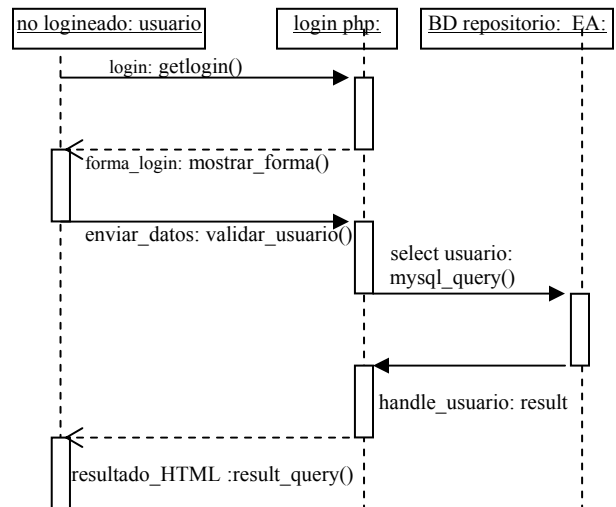 no logineado: usuario
login php:
BD repositorio: EA:
login: getlogin()
forma_login: mostrar_forma()
enviar_datos: validar_usuario()
select usuario:
mysql_query()
handle_usuario: result
resultado_HTML :result_query()